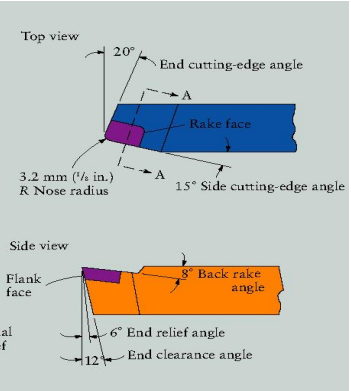 Top view
20°
End cutting-edge angle
A
Rake face
A
3.2 mm (1/8 in.)
R Nose radius
15° Side cutting-edge angle
Side view
8° Back rake
angle
Flank
face
al
6° End relief angle
f
12°
End clearance angle